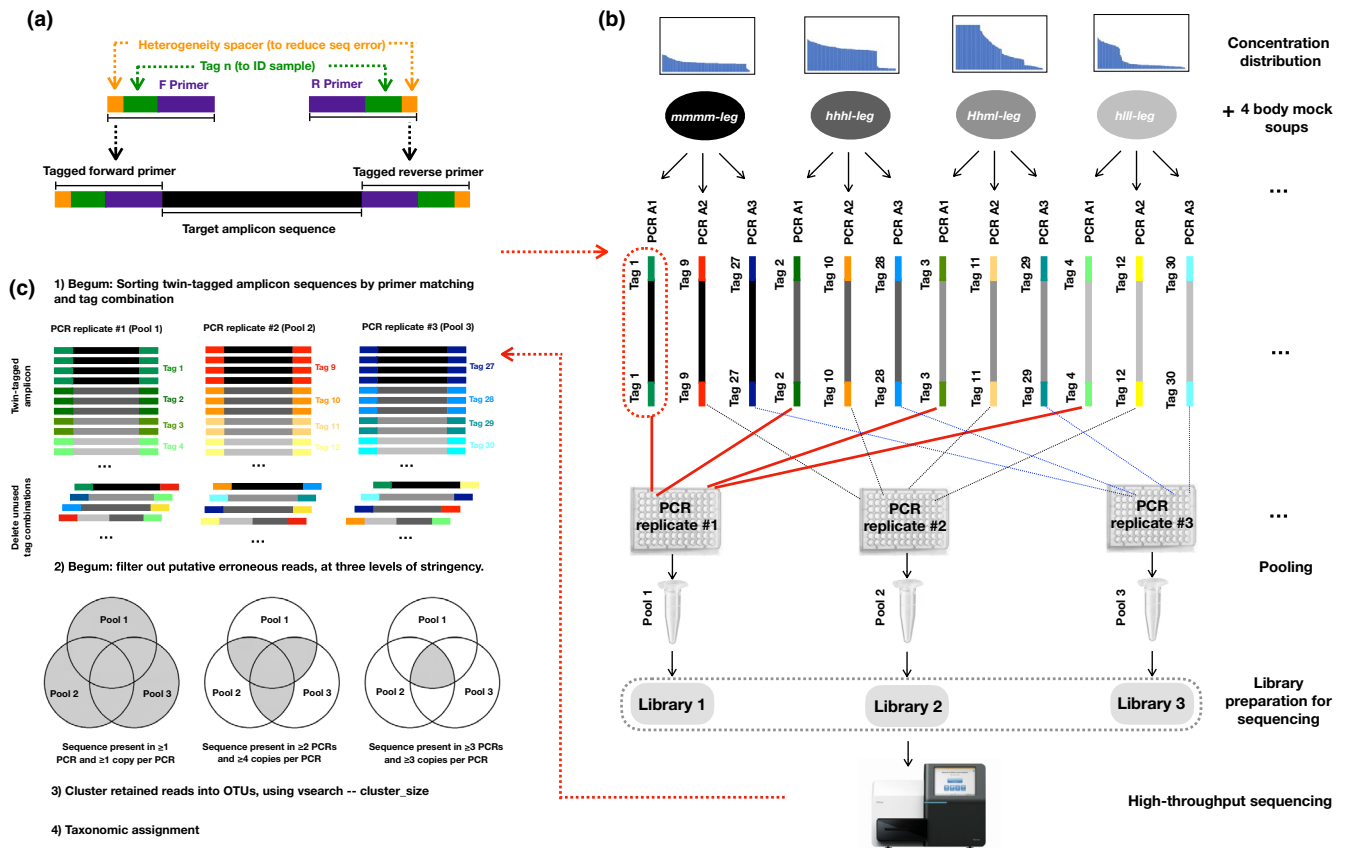 (a)
Heterogeneity spacer (to reduce seq error)
Tag n (to ID sample)
F Primer
R Primer
Tagged forward primer
Tagged reverse primer
Target amplicon sequence
(b)
Concentration
distribution
mmmm-leg
hhhl-leg
Hhml-leg
hlll-leg
+ 4 body mock
soups
...
PCR A1
PCR A2
PCR A3
PCR A1
PCR A2
PCR A3
PCR A1
PCR A2
PCR A3
PCR A1
PCR A2
PCR A3
Tag 1
Tag 9
Tag 27
Tag 2
Tag 10
Tag 28
Tag 3
Tag 11
Tag 29
Tag 4
Tag 12
Tag 30
...
Tag 1
Tag 9
Tag 27
Tag 2
Tag 10
Tag 28
Tag 3
Tag 11
Tag 29
Tag 4
Tag 12
Tag 30
PCR
replicate #1
PCR
replicate #2
PCR
replicate #3
...
Pooling
Pool 1
Pool 2
Pool 3
Library 1
Library 2
Library 3
Library
preparation for
sequencing
High-throughput sequencing
(c)
1) Begum: Sorting twin-tagged amplicon sequences by primer matching
and tag combination
PCR replicate #1 (Pool 1)
PCR replicate #2 (Pool 2)
PCR replicate #3 (Pool 3)
Twin-tagged
amplicon
Tag 1
Tag 2
Tag 3
Tag 4
...
Tag 9
Tag 10
Tag 11
Tag 12
...
Tag 27
Tag 28
Tag 29
Tag 30
...
Delete unused
tag combinations
...
...
...
2) Begum: filter out putative erroneous reads, at three levels of stringency.
Pool 1
Pool 2
Pool 3
Pool 1
Pool 2
Pool 3
Pool 1
Pool 2
Pool 3
Sequence present in ≥1
PCR and ≥1 copy per PCR
Sequence present in ≥2 PCRs
and ≥4 copies per PCR
Sequence present in ≥3 PCRs
and ≥3 copies per PCR
3) Cluster retained reads into OTUs, using vsearch -- cluster_size
4) Taxonomic assignment